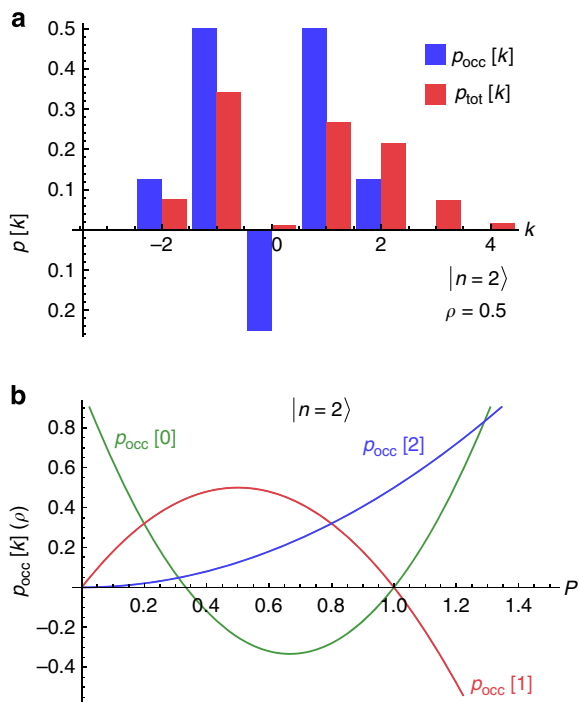 a
0.5
p_occ [k]
0.4
p_tot [k]
0.3
0.2
0.1
p [k]
−2 0 2 4 k
0.1
|n = 2⟩
0.2
ρ = 0.5
b
|n = 2⟩
0.8
p_occ [0]
p_occ [2]
0.6
0.4
0.2
p_occ [k] (ρ)
P
0.2 0.4 0.6 0.8 1.0 1.2 1.4
−0.2
−0.4
p_occ [1]